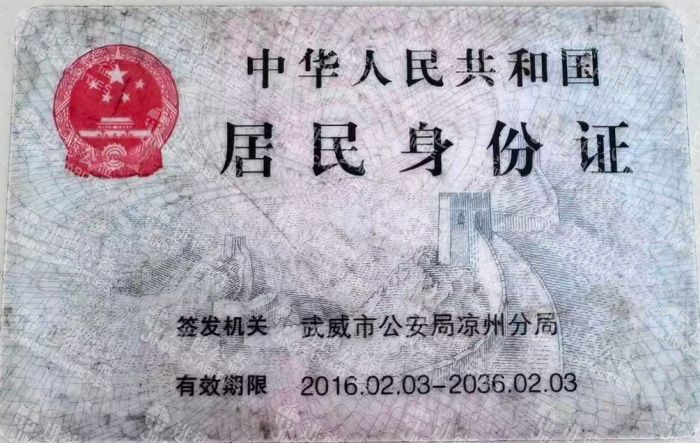 中华人民共和国
居民身份证
签发机关 武威市公安局凉州分局
有效期限 2016.02.03-2036.02.03